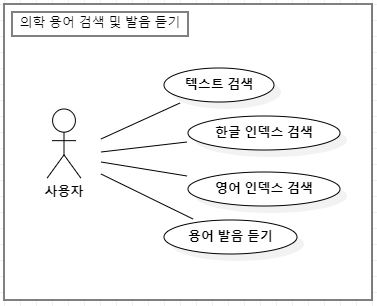 의학 용어 검색 및 발음 듣기
텍스트 검색
한글 인덱스 검색
영어 인덱스 검색
용어 발음 듣기
사용자